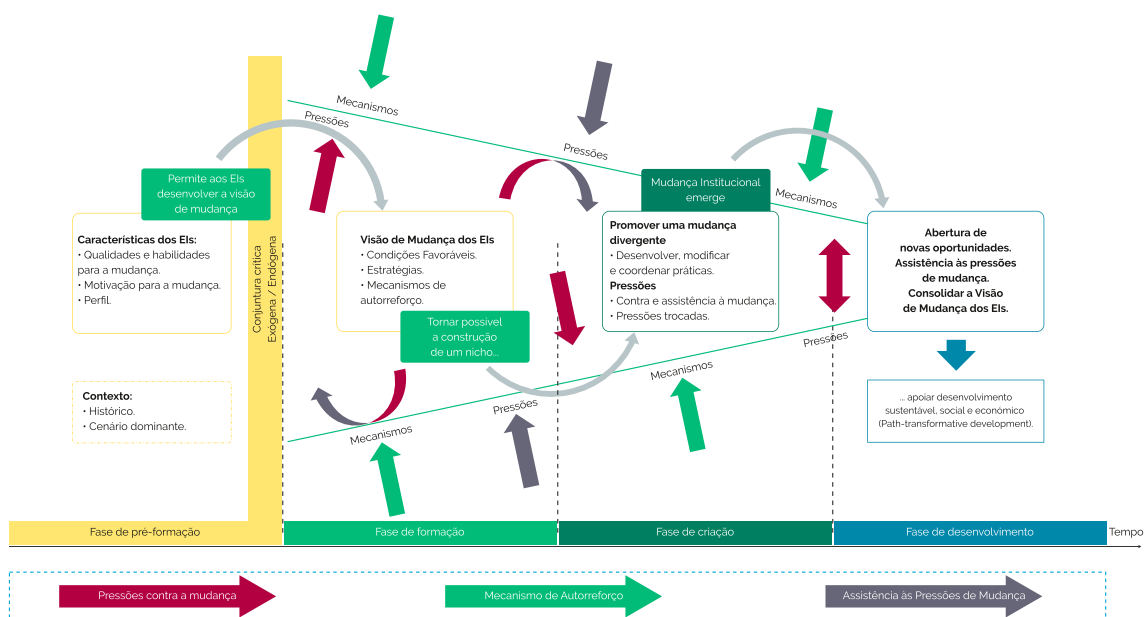 Mecanismos
Pressões
Pressões
Mecanismos
Permite aos EIs
desenvolver a visão
de mudança
Características dos EIs:
• Qualidades e habilidades
para a mudança.
• Motivação para a mudança.
• Perfil.
Contexto:
• Histórico.
• Cenário dominante.
Conjuntura crítica
Exógena / Endógena
Visão de Mudança dos EIs
• Condições Favoráveis.
• Estratégias.
• Mecanismos de
autorreforço.
Tornar possível
a construção
de um nicho...
Mecanismos
Pressões
Mecanismos
Pressões
Mudança Institucional
emerge
Promover uma mudança
divergente
• Desenvolver, modificar
e coordenar práticas.
Pressões
• Contra e assistência à mudança.
• Pressões trocadas.
Abertura de
novas oportunidades.
Assistência às pressões
de mudança.
Consolidar a Visão
de Mudança dos EIs.
... apoiar desenvolvimento
sustentável, social e económico
(Path-transformative development).
Fase de pré-formação
Fase de formação
Fase de criação
Fase de desenvolvimento
Tempo
Pressões contra a mudança
Mecanismo de Autorreforço
Assistência às Pressões de Mudança